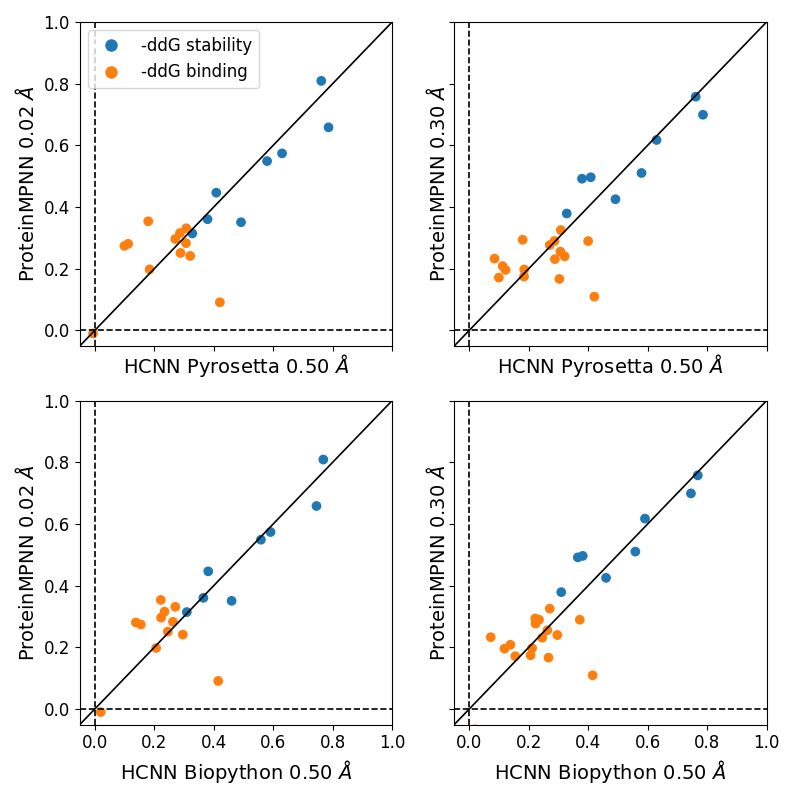 1.0
0.8
0.6
0.4
0.2
0.0
ProteinMPNN 0.02 Å
-ddG stability
-ddG binding
HCNN Pyrosetta 0.50 Å
ProteinMPNN 0.30 Å
HCNN Pyrosetta 0.50 Å
1.0
0.8
0.6
0.4
0.2
0.0
ProteinMPNN 0.02 Å
0.0 0.2 0.4 0.6 0.8 1.0
HCNN Biopython 0.50 Å
ProteinMPNN 0.30 Å
0.0 0.2 0.4 0.6 0.8 1.0
HCNN Biopython 0.50 Å